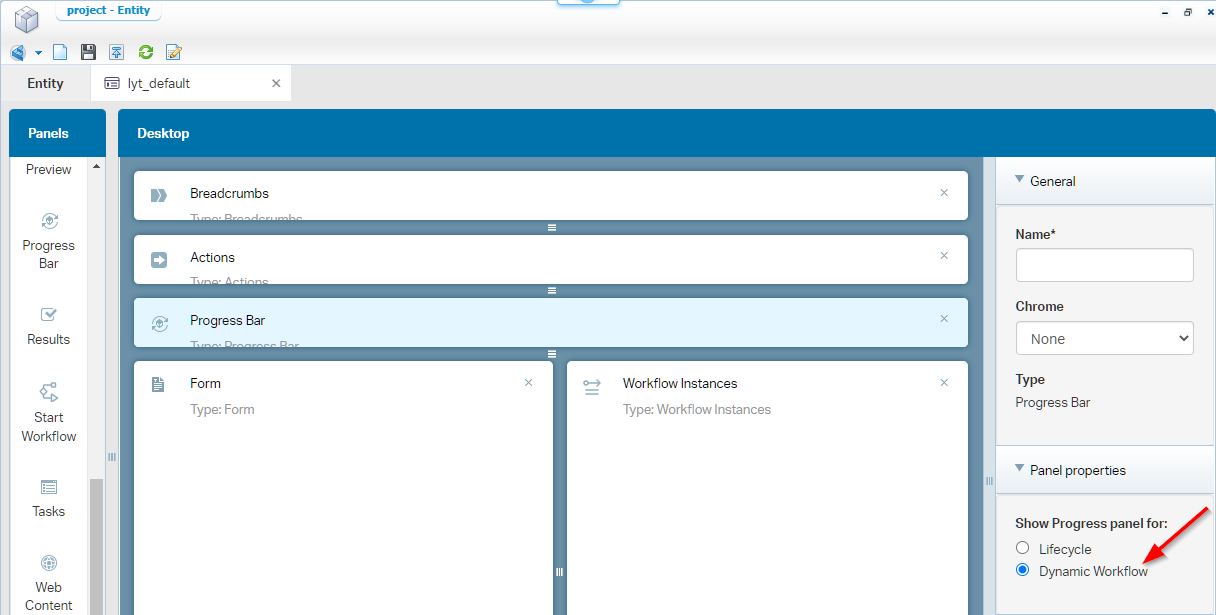 project - Entity
Entity
lyt_default
Panels
Desktop
Preview
Progress
Bar
Results
Start
Workflow
Tasks
Web
Content
Breadcrumbs
Type: Breadcrumbs
Actions
Type: Actions
Progress Bar
Type: Progress Bar
Form
Type: Form
Workflow Instances
Type: Workflow Instances
General
Name*
Chrome
None
Type
Progress Bar
Panel properties
Show Progress panel for:
Lifecycle
Dynamic Workflow